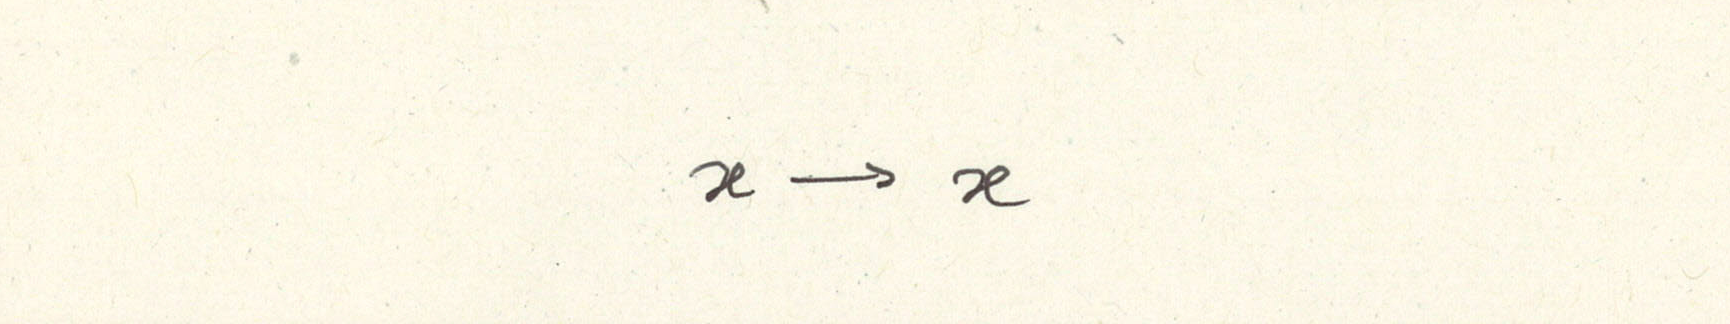 x → x